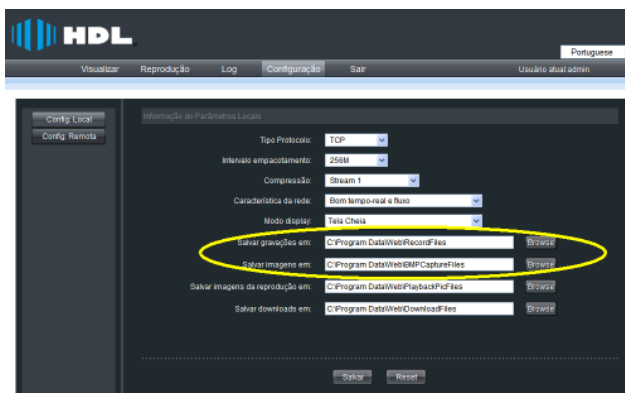 HDL
Portuguese
Visualizar Reprodução Log Configuração Sair Usuário atual admin
Config. Local
Config. Remota
Informação do Parâmetros Locais
Tipo Protocolo: TCP
Intervalo empacotamento: 256M
Compressão: Stream 1
Característica da rede: Bom tempo-real e fluxo
Modo display: Tela Cheia
Salvar gravações em: C:\Program Data\Web\RecordFiles Browse
Salvar imagens em: C:\Program Data\Web\BMPCaptureFiles Browse
Salvar imagens da reprodução em: C:\Program Data\Web\PlaybackPicFiles Browse
Salvar downloads em: C:\Program Data\Web\DownloadFiles Browse
Salvar Reset